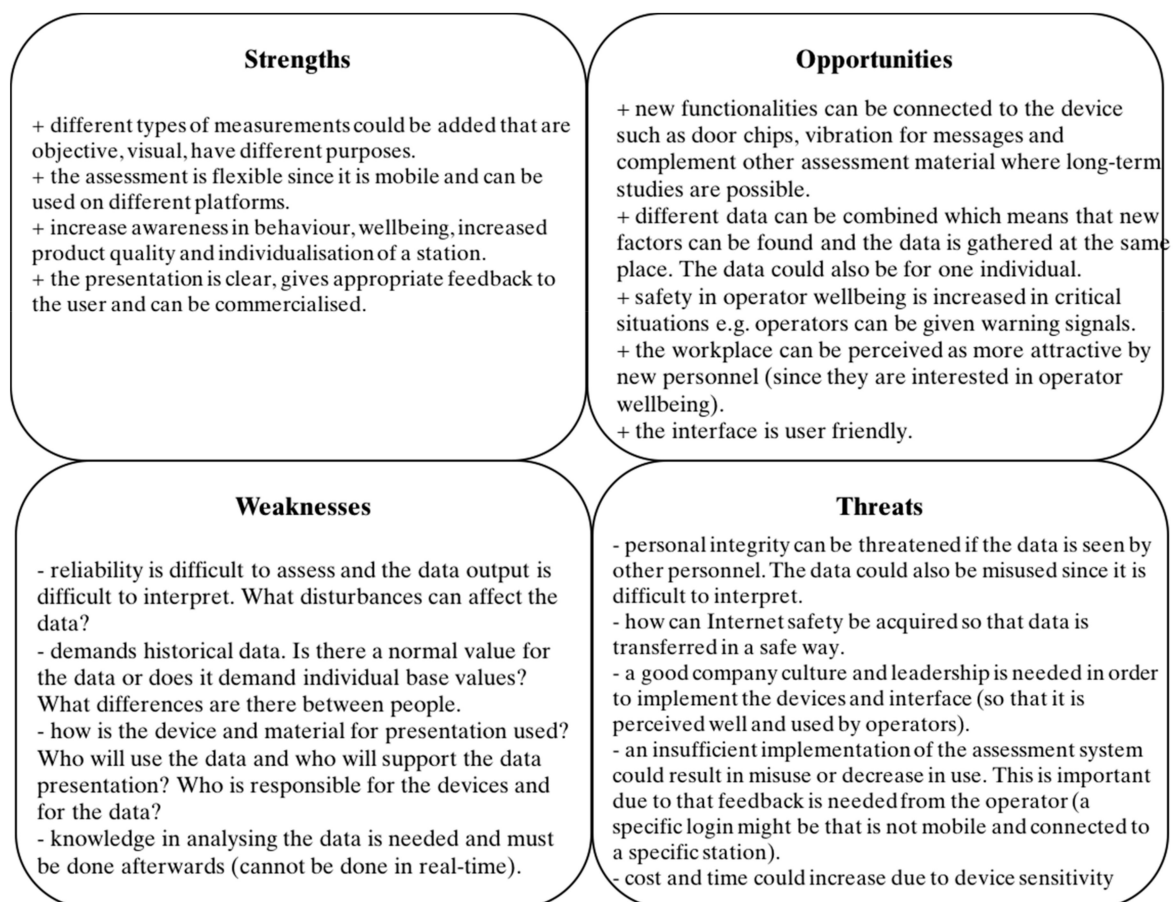 Strengths
+ different types of measurements could be added that are
objective, visual, have different purposes.
+ the assessment is flexible since it is mobile and can be
used on different platforms.
+ increase awareness in behaviour, wellbeing, increased
product quality and individualisation of a station.
+ the presentation is clear, gives appropriate feedback to
the user and can be commercialised.
Opportunities
+ new functionalities can be connected to the device
such as door chips, vibration for messages and
complement other assessment material where long-term
studies are possible.
+ different data can be combined which means that new
factors can be found and the data is gathered at the same
place. The data could also be for one individual.
+ safety in operator wellbeing is increased in critical
situations e.g. operators can be given warning signals.
+ the workplace can be perceived as more attractive by
new personnel (since they are interested in operator
wellbeing).
+ the interface is user friendly.
Weaknesses
- reliability is difficult to assess and the data output is
difficult to interpret. What disturbances can affect the
data?
- demands historical data. Is there a normal value for
the data or does it demand individual base values?
What differences are there between people.
- how is the device and material for presentation used?
Who will use the data and who will support the data
presentation? Who is responsible for the devices and
for the data?
- knowledge in analysing the data is needed and must
be done afterwards (cannot be done in real-time).
Threats
- personal integrity can be threatened if the data is seen by
other personnel. The data could also be misused since it is
difficult to interpret.
- how can Internet safety be acquired so that data is
transferred in a safe way.
- a good company culture and leadership is needed in order
to implement the devices and interface (so that it is
perceived well and used by operators).
- an insufficient implementation of the assessment system
could result in misuse or decrease in use. This is important
due to that feedback is needed from the operator (a
specific login might be that is not mobile and connected to
a specific station).
- cost and time could increase due to device sensitivity